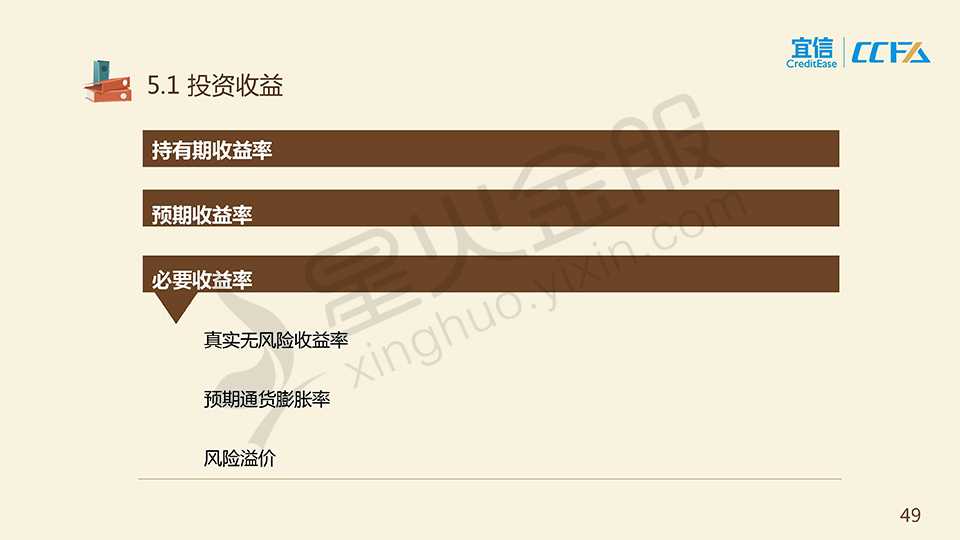 宜信
CreditEase
CCFA
5.1 投资收益
持有期收益率
预期收益率
必要收益率
真实无风险收益率
预期通货膨胀率
风险溢价
星火金服
xinghuo.yixin.com
49